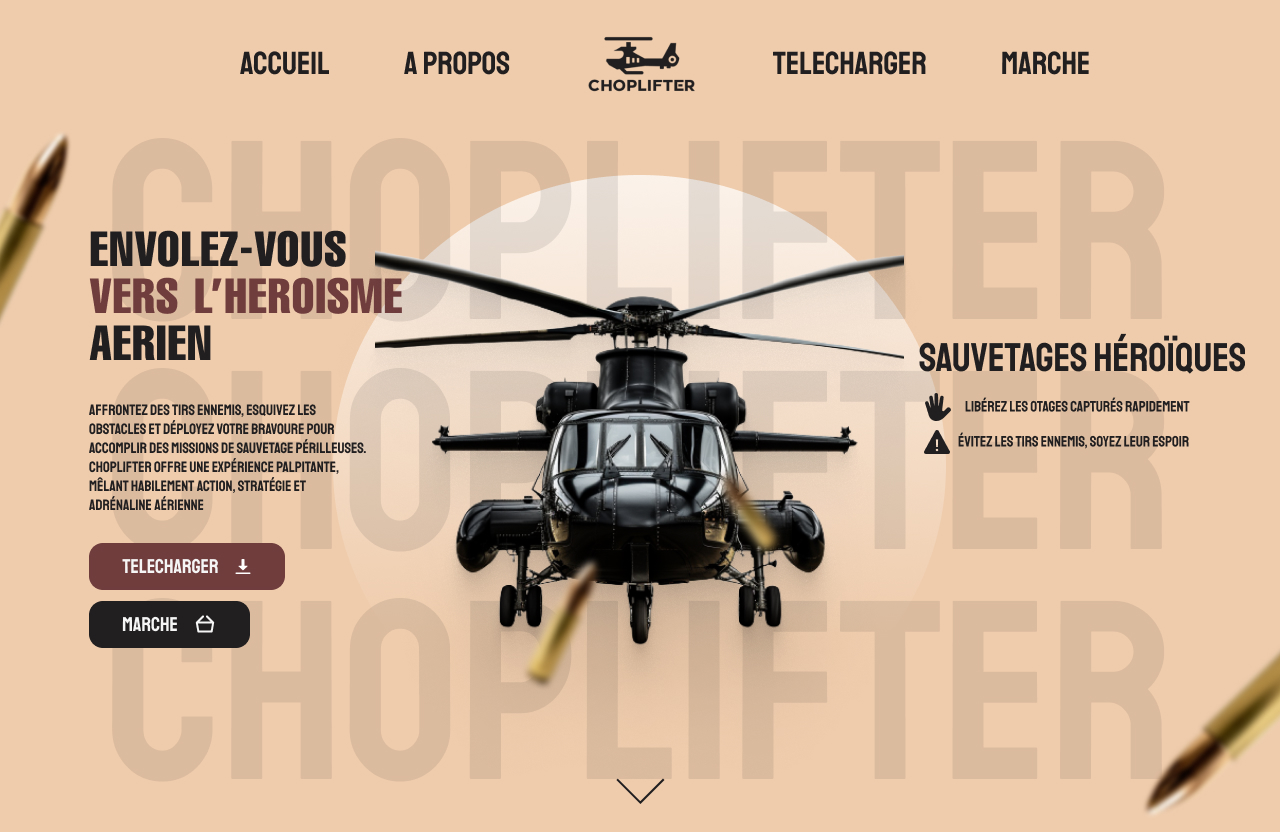 ACCUEIL
A PROPOS
CHOPLIFTER
TELECHARGER
MARCHE
CHOPLIFTER
CHOPLIFTER
CHOPLIFTER
ENVOLEZ-VOUS
VERS L'HEROISME
AERIEN
AFFRONTEZ DES TIRS ENNEMIS, ESQUIVEZ LES
OBSTACLES ET DÉPLOYEZ VOTRE BRAVOURE POUR
ACCOMPLIR DES MISSIONS DE SAUVETAGE PÉRILLEUSES.
CHOPLIFTER OFFRE UNE EXPÉRIENCE PALPITANTE,
MÊLANT HABILEMENT ACTION, STRATÉGIE ET
ADRÉNALINE AÉRIENNE
TELECHARGER
MARCHE
SAUVETAGES HÉROÏQUES
LIBÉREZ LES OTAGES CAPTURÉS RAPIDEMENT
ÉVITEZ LES TIRS ENNEMIS, SOYEZ LEUR ESPOIR